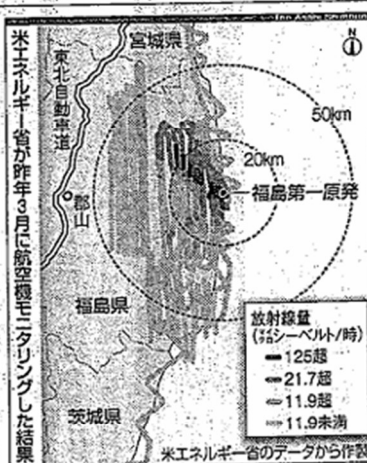 The Asahi Shimbun
米エネルギー省が昨年3月に航空機モニタリングした結果
宮城県
東北自動車道
N
50km
20km
福島第一原発
郡山
福島県
茨城県
放射線量
(マイクロシーベルト/時)
125超
21.7超
11.9超
11.9未満
米エネルギー省のデータから作製